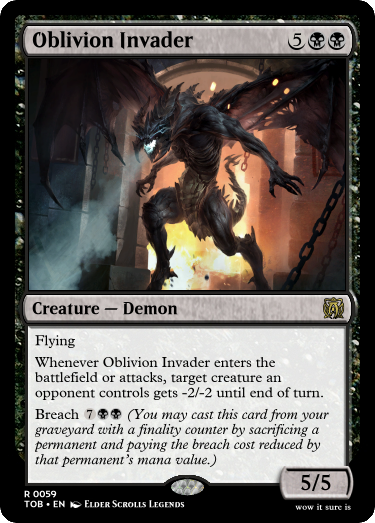 Oblivion Invader 5
Creature — Demon
Flying
Whenever Oblivion Invader enters the
battlefield or attacks, target creature an
opponent controls gets -2/-2 until end of turn.
Breach 7 (You may cast this card from your
graveyard with a finality counter by sacrificing a
permanent and paying the breach cost reduced by
that permanent's mana value.)
5/5
R 0059
TOB • EN ELDER SCROLLS LEGENDS
wow it sure is